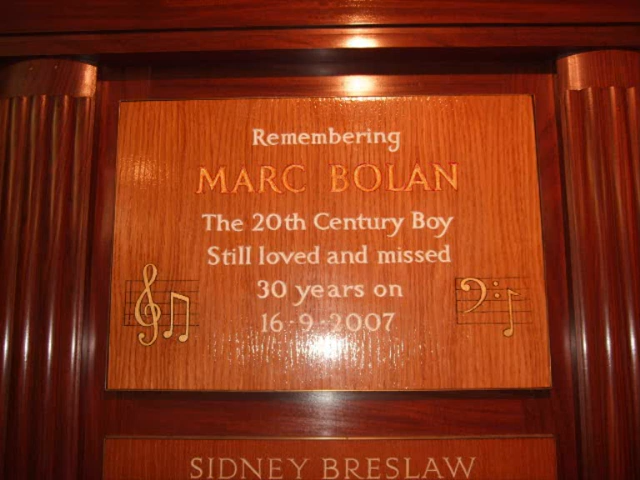 Remembering
MARC BOLAN
The 20th Century Boy
Still loved and missed
30 years on
16-9-2007
SIDNEY BRESLAW